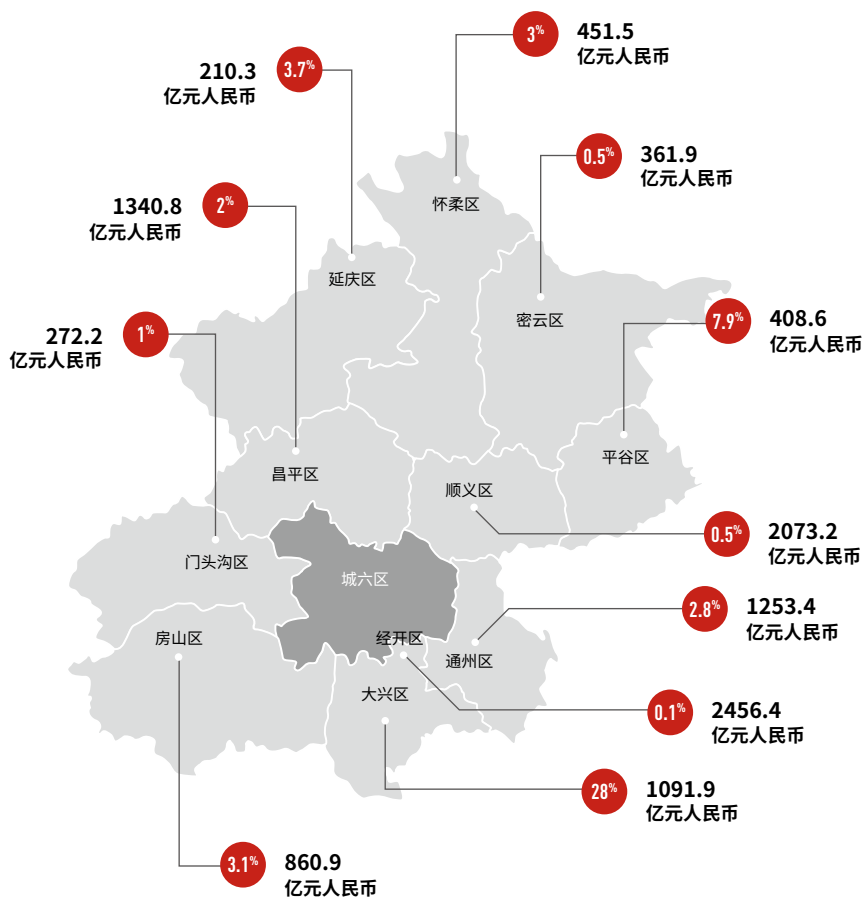 3%
451.5
亿元人民币
3.7%
210.3
亿元人民币
0.5%
361.9
亿元人民币
2%
1340.8
亿元人民币
怀柔区
延庆区
密云区
7.9%
408.6
亿元人民币
1%
272.2
亿元人民币
平谷区
昌平区
顺义区
0.5%
2073.2
亿元人民币
门头沟区
城六区
2.8%
1253.4
亿元人民币
房山区
经开区
通州区
大兴区
0.1%
2456.4
亿元人民币
28%
1091.9
亿元人民币
3.1%
860.9
亿元人民币